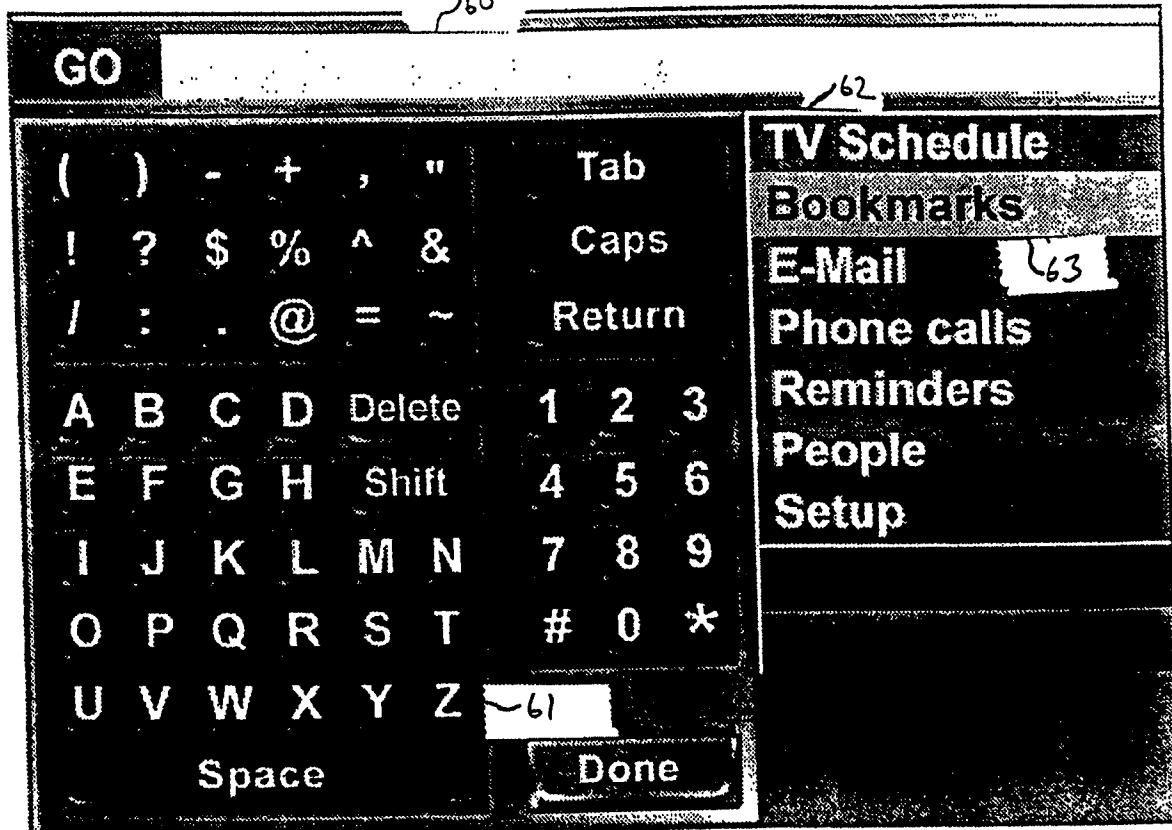 60
GO
62
( ) - + , " Tab
! ? $ % ^ & Caps
/ : . @ = ~ Return
A B C D Delete 1 2 3
E F G H Shift 4 5 6
I J K L M N 7 8 9
O P Q R S T # 0 *
U V W X Y Z 61
Space Done
TV Schedule
Bookmarks
E-Mail 63
Phone calls
Reminders
People
Setup